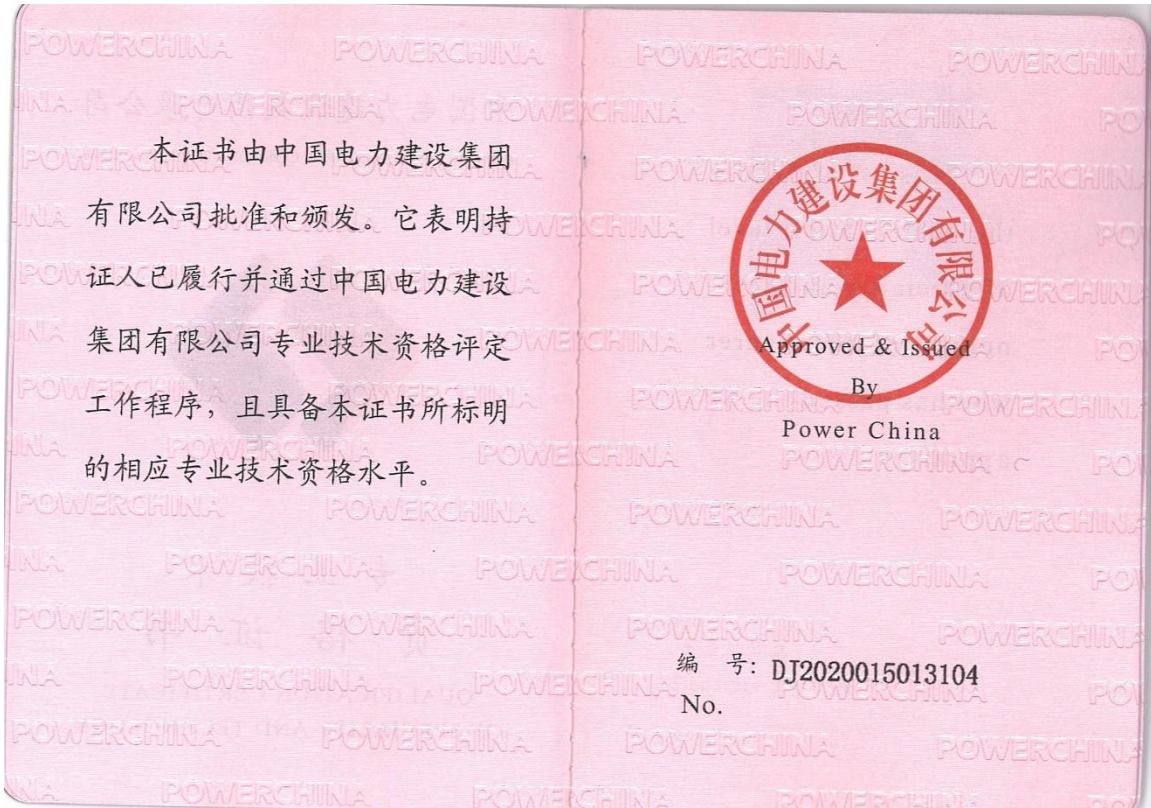 本证书由中国电力建设集团
有限公司批准和颁发。它表明持
证人已履行并通过中国电力建设
集团有限公司专业技术资格评定
工作程序，且具备本证书所标明
的相应专业技术资格水平。
中国电力建设集团有限公司
Approved & Issued
By
Power China
编 号: DJ2020015013104
No.
POWERCHINA